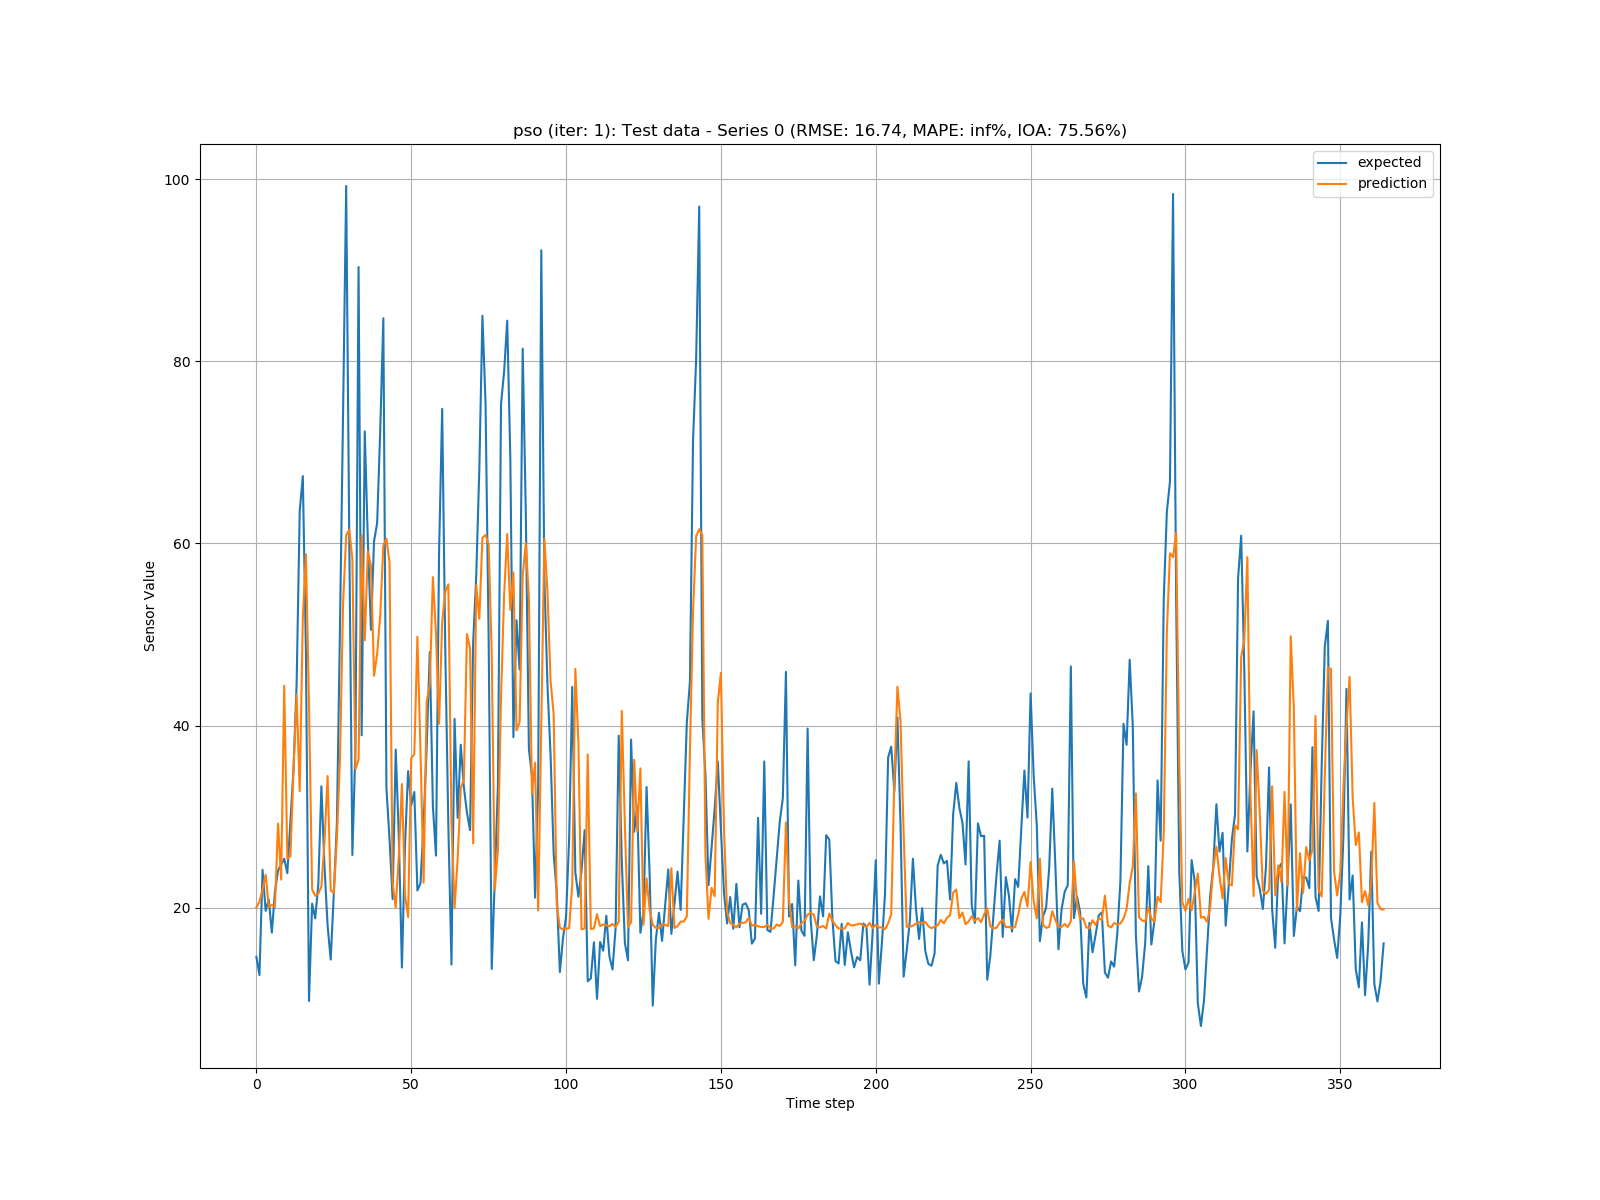 pso (iter: 1): Test data - Series 0 (RMSE: 16.74, MAPE: inf%, IOA: 75.56%)
expected
prediction
100
80
60
40
20
Sensor Value
0 50 100 150 200 250 300 350
Time step